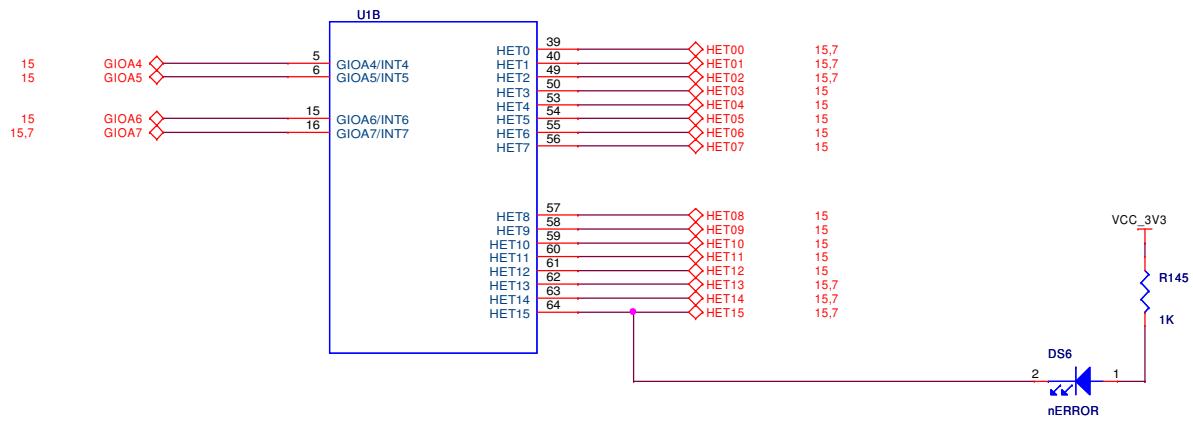 U1B
39 HET0 HET00 15,7
15 GIOA4 5 GIOA4/INT4 40 HET1 HET01 15,7
15 GIOA5 6 GIOA5/INT5 49 HET2 HET02 15,7
50 HET3 HET03 15
53 HET4 HET04 15
15 GIOA6 15 GIOA6/INT6 54 HET5 HET05 15
15,7 GIOA7 16 GIOA7/INT7 55 HET6 HET06 15
56 HET7 HET07 15
57 HET8 HET08 15
58 HET9 HET09 15
59 HET10 HET10 15
60 HET11 HET11 15
61 HET12 HET12 15
62 HET13 HET13 15,7
63 HET14 HET14 15,7
64 HET15 HET15 15,7
VCC_3V3
R145
1K
DS6
2 1
nERROR